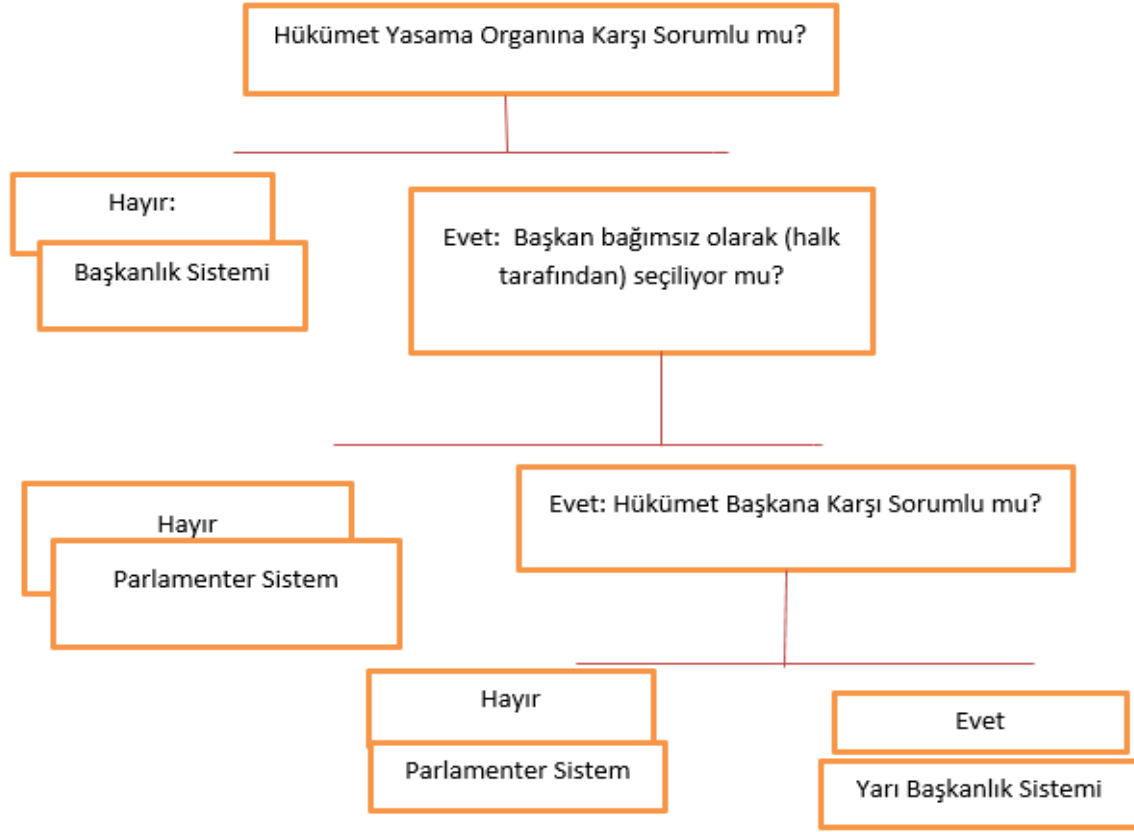 Hükümet Yasama Organına Karşı Sorumlu mu?
Hayır:
Başkanlık Sistemi
Evet: Başkan bağımsız olarak (halk
tarafından) seçiliyor mu?
Hayır
Parlamenter Sistem
Evet: Hükümet Başkana Karşı Sorumlu mu?
Hayır
Parlamenter Sistem
Evet
Yarı Başkanlık Sistemi